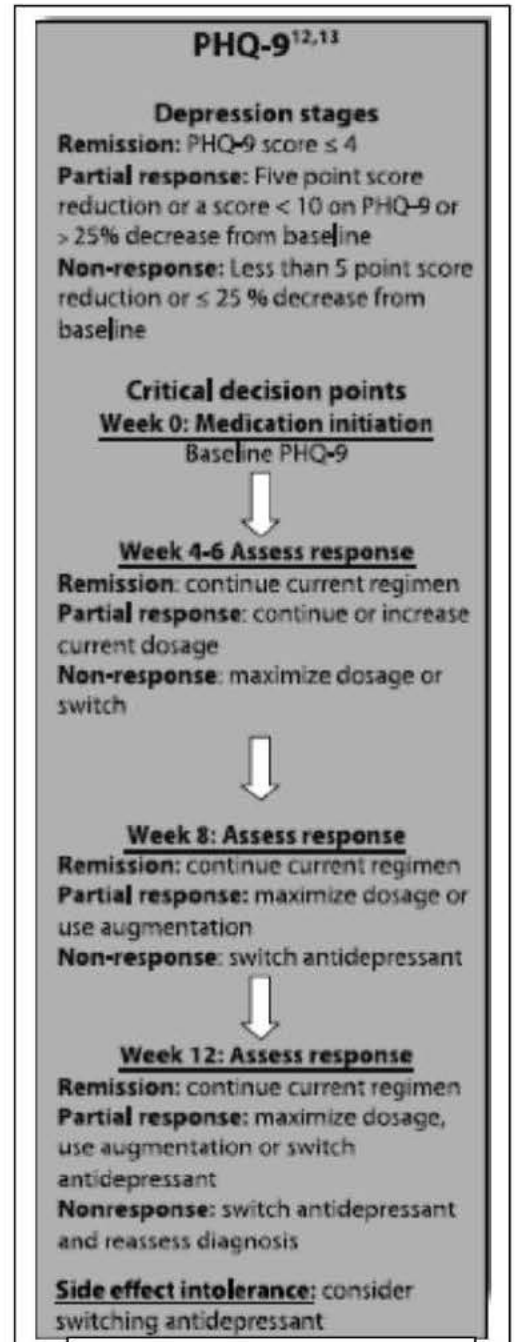 PHQ-9¹²,¹³
Depression stages
Remission: PHQ-9 score ≤ 4
Partial response: Five point score
reduction or a score < 10 on PHQ-9 or
> 25% decrease from baseline
Non-response: Less than 5 point score
reduction or ≤ 25 % decrease from
baseline
Critical decision points
Week 0: Medication initiation
Baseline PHQ-9
Week 4-6 Assess response
Remission: continue current regimen
Partial response: continue or increase
current dosage
Non-response: maximize dosage or
switch
Week 8: Assess response
Remission: continue current regimen
Partial response: maximize dosage or
use augmentation
Non-response: switch antidepressant
Week 12: Assess response
Remission: continue current regimen
Partial response: maximize dosage,
use augmentation or switch
antidepressant
Nonresponse: switch antidepressant
and reassess diagnosis
Side effect intolerance: consider
switching antidepressant